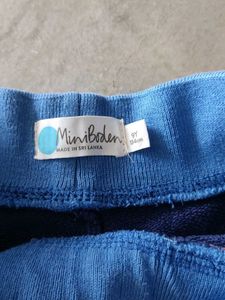 MiniBoden
MADE IN SRI LANKA
9Y
134cm